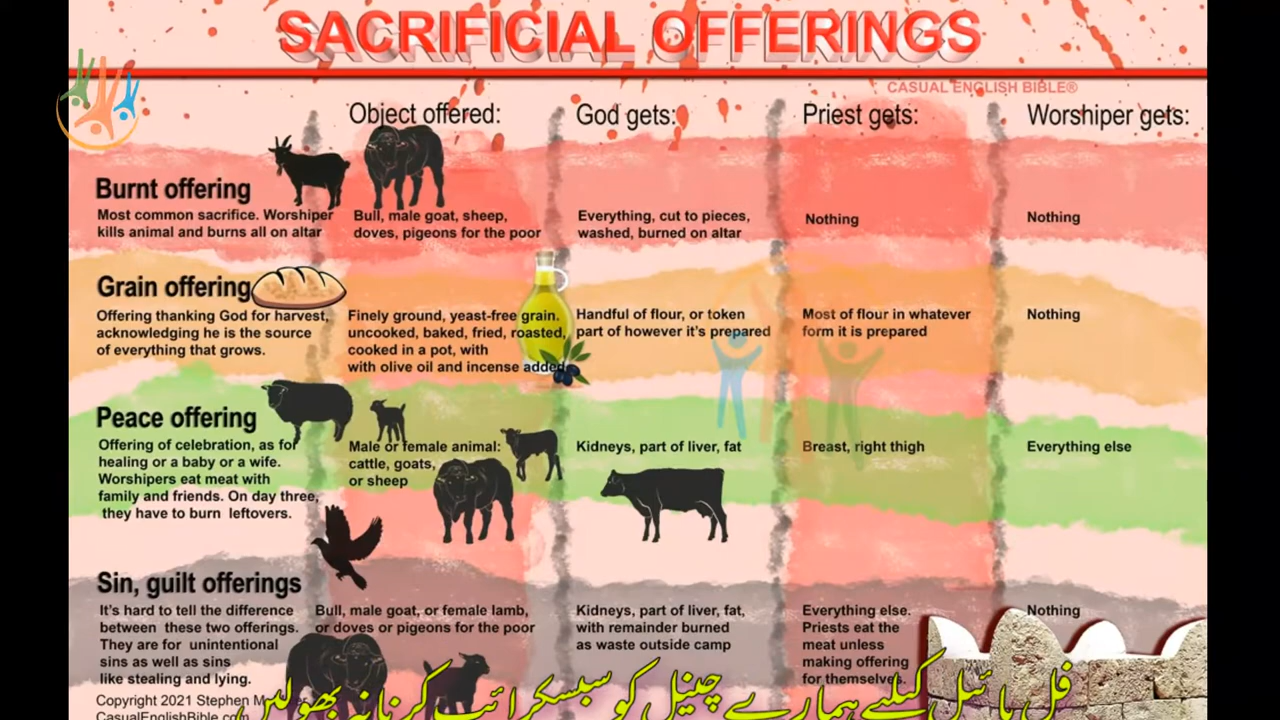 SACRIFICIAL OFFERINGS
CASUAL ENGLISH BIBLE®
Object offered:
God gets:
Priest gets:
Worshiper gets:
Burnt offering
Most common sacrifice. Worshiper
kills animal and burns all on altar
Bull, male goat, sheep,
doves, pigeons for the poor
Everything, cut to pieces,
washed, burned on altar
Nothing
Nothing
Grain offering
Offering thanking God for harvest,
acknowledging he is the source
of everything that grows.
Finely ground, yeast-free grain.
uncooked, baked, fried, roasted,
cooked in a pot, with
with olive oil and incense added
Handful of flour, or token
part of however it's prepared
Most of flour in whatever
form it is prepared
Nothing
Peace offering
Offering of celebration, as for
healing or a baby or a wife.
Worshipers eat meat with
family and friends. On day three,
they have to burn leftovers.
Male or female animal:
cattle, goats,
or sheep
Kidneys, part of liver, fat
Breast, right thigh
Everything else
Sin, guilt offerings
It's hard to tell the difference
between these two offerings.
They are for unintentional
sins as well as sins
like stealing and lying.
Bull, male goat, or female lamb,
or doves or pigeons for the poor
Kidneys, part of liver, fat,
with remainder burned
as waste outside camp
Everything else.
Priests eat the
meat unless
making offering
for themselves.
Nothing
Copyright 2021 Stephen M
CasualEnglishBible.com
فل بائبل کیلئے ہمارے چینل کو سبسکرائب کرنا نہ بھولیں